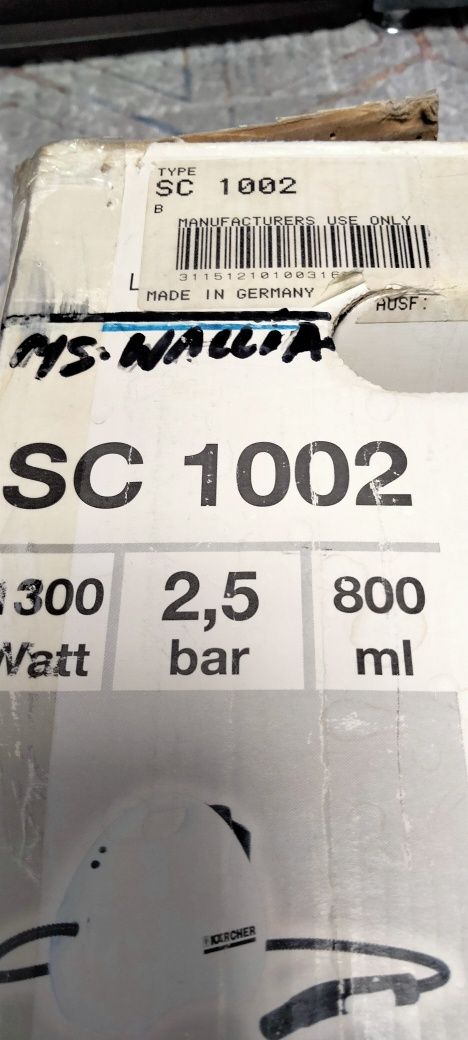 TYPE
SC 1002
B
MANUFACTURERS USE ONLY
MADE IN GERMANY
AUSF:
MS. WALLIA
SC 1002
1300 2,5 800
Watt bar ml
KÄRCHER